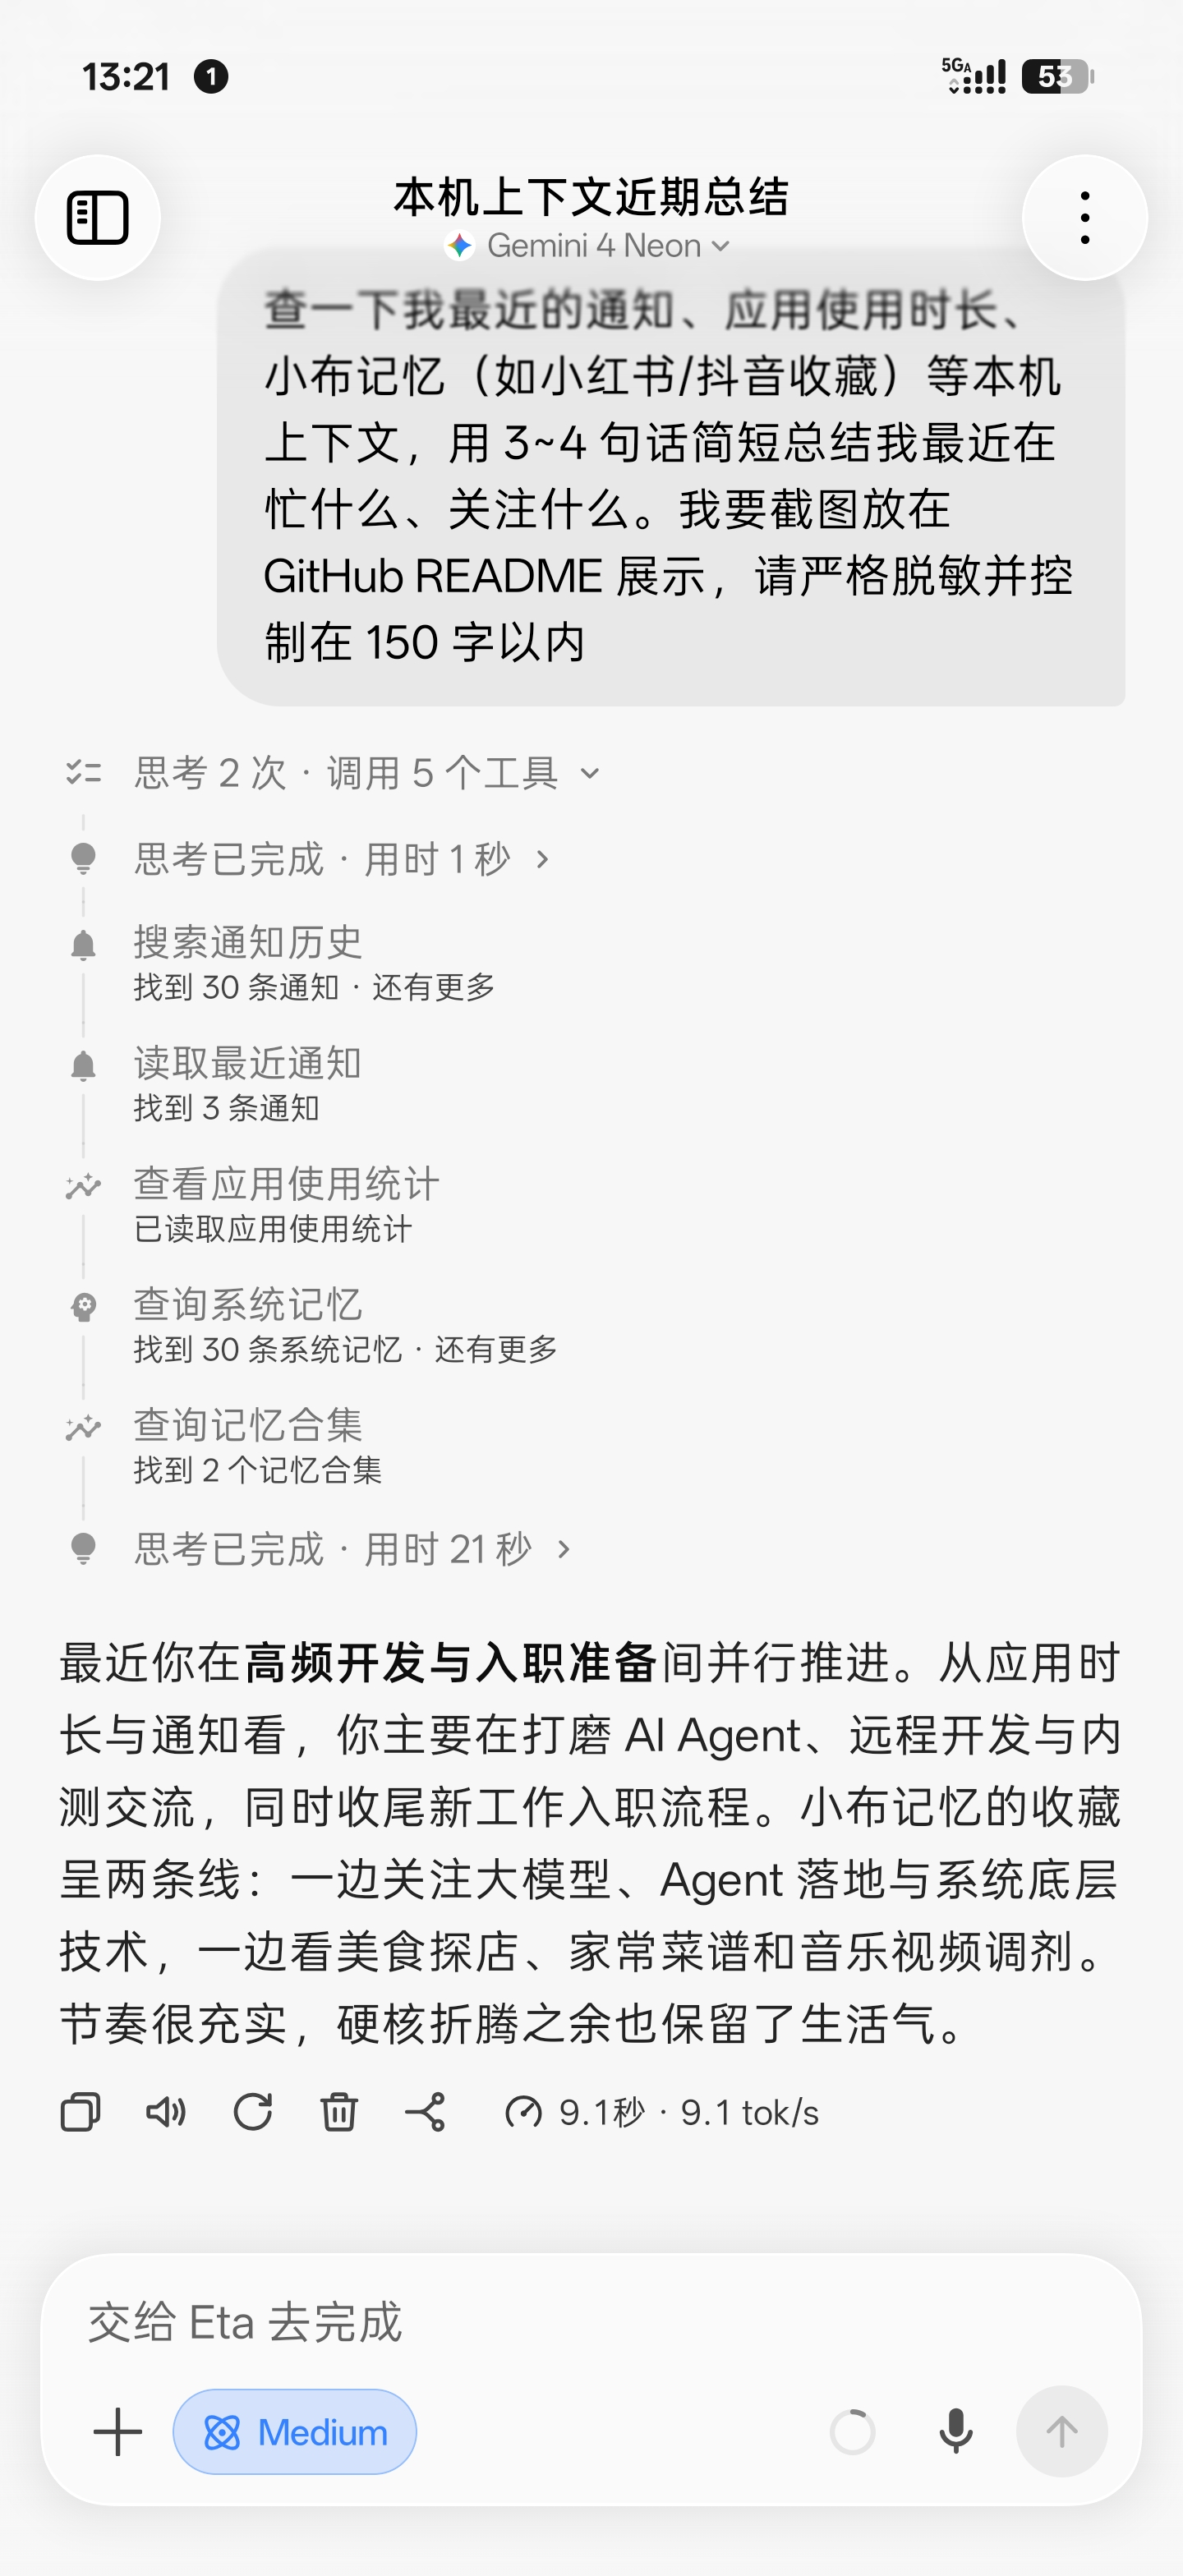 13:21
1
5GA
53
本机上下文近期总结
Gemini 4 Neon
查一下我最近的通知、应用使用时长、
小布记忆（如小红书/抖音收藏）等本机
上下文，用 3~4 句话简短总结我最近在
忙什么、关注什么。我要截图放在
GitHub README 展示，请严格脱敏并控
制在 150 字以内
思考 2 次 · 调用 5 个工具
思考已完成 · 用时 1 秒
搜索通知历史
找到 30 条通知 · 还有更多
读取最近通知
找到 3 条通知
查看应用使用统计
已读取应用使用统计
查询系统记忆
找到 30 条系统记忆 · 还有更多
查询记忆合集
找到 2 个记忆合集
思考已完成 · 用时 21 秒
最近你在高频开发与入职准备间并行推进。从应用时
长与通知看，你主要在打磨 AI Agent、远程开发与内
测交流，同时收尾新工作入职流程。小布记忆的收藏
呈两条线：一边关注大模型、Agent 落地与系统底层
技术，一边看美食探店、家常菜谱和音乐视频调剂。
节奏很充实，硬核折腾之余也保留了生活气。
9.1秒 · 9.1 tok/s
交给 Eta 去完成
Medium